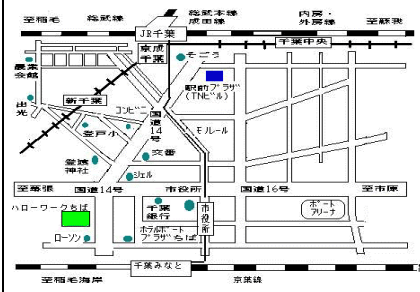 至稲毛
総武線
総武本線
成田線
内房・
外房線
至蘇我
JR千葉
京成
千葉
千葉中央
そごう
農業
会館
駅前プラザ
(TNビル)
新千葉
出光
コンビニ
国道14号
登戸小
モノレール
交番
登渡
神社
ジェル
至幕張
国道14号
市役所
国道16号
至市原
ハローワークちば
千葉
銀行
市役所
ポート
アリーナ
ローソン
ホテルポート
プラザちば
千葉みなと
至稲毛海岸
京葉線